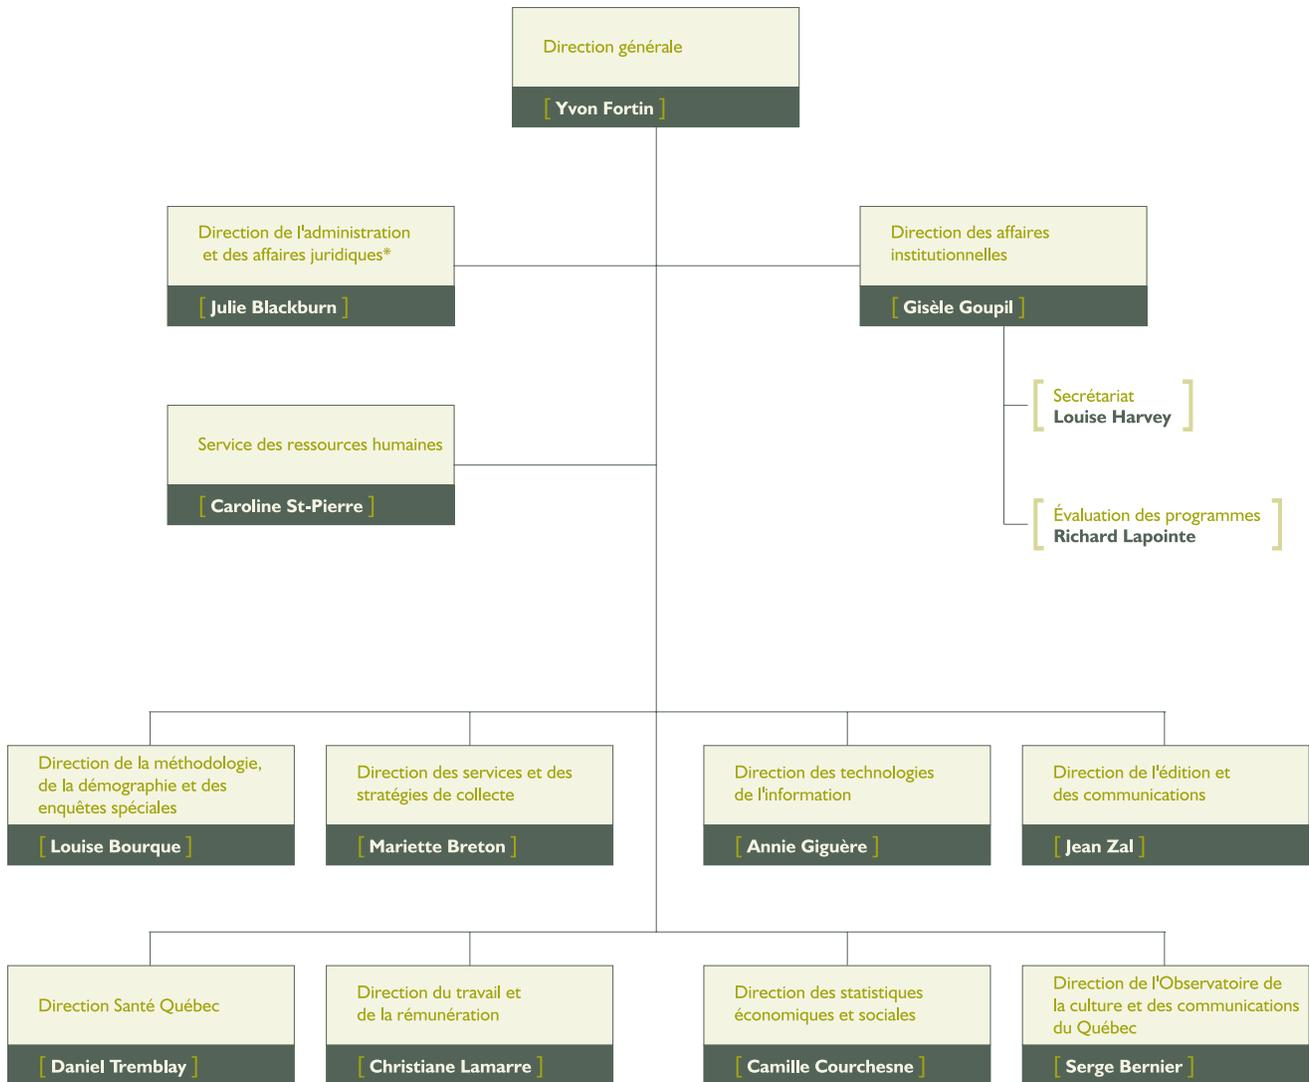 Direction générale
[ Yvon Fortin ]
Direction de l'administration
et des affaires juridiques*
[ Julie Blackburn ]
Direction des affaires
institutionnelles
[ Gisèle Goupil ]
Secrétariat
Louise Harvey
Service des ressources humaines
[ Caroline St-Pierre ]
Évaluation des programmes
Richard Lapointe
Direction de la méthodologie,
de la démographie et des
enquêtes spéciales
[ Louise Bourque ]
Direction des services et des
stratégies de collecte
[ Mariette Breton ]
Direction des technologies
de l'information
[ Annie Giguère ]
Direction de l'édition et
des communications
[ Jean Zal ]
Direction Santé Québec
[ Daniel Tremblay ]
Direction du travail et
de la rémunération
[ Christiane Lamarre ]
Direction des statistiques
économiques et sociales
[ Camille Courchesne ]
Direction de l'Observatoire de
la culture et des communications
du Québec
[ Serge Bernier ]